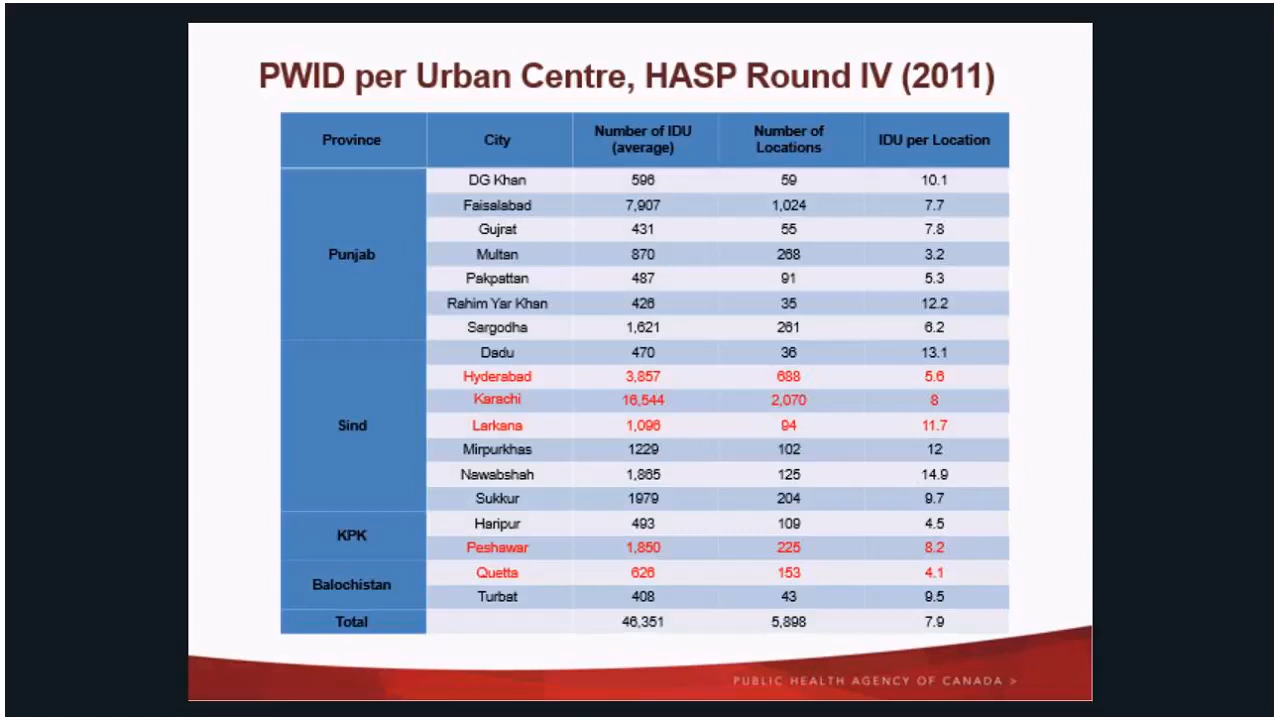 PWID per Urban Centre, HASP Round IV (2011)
Province City Number of IDU (average) Number of Locations IDU per Location
Punjab
DG Khan 596 59 10.1
Faisalabad 7,907 1,024 7.7
Gujrat 431 55 7.8
Multan 870 268 3.2
Pakpattan 487 91 5.3
Rahim Yar Khan 426 35 12.2
Sargodha 1,621 261 6.2
Sind
Dadu 470 36 13.1
Hyderabad 3,857 688 5.6
Karachi 16,544 2,070 8
Larkana 1,096 94 11.7
Mirpurkhas 1229 102 12
Nawabshah 1,865 125 14.9
Sukkur 1979 204 9.7
KPK
Haripur 493 109 4.5
Peshawar 1,850 225 8.2
Balochistan
Quetta 626 153 4.1
Turbat 408 43 9.5
Total 46,351 5,898 7.9
PUBLIC HEALTH AGENCY OF CANADA >